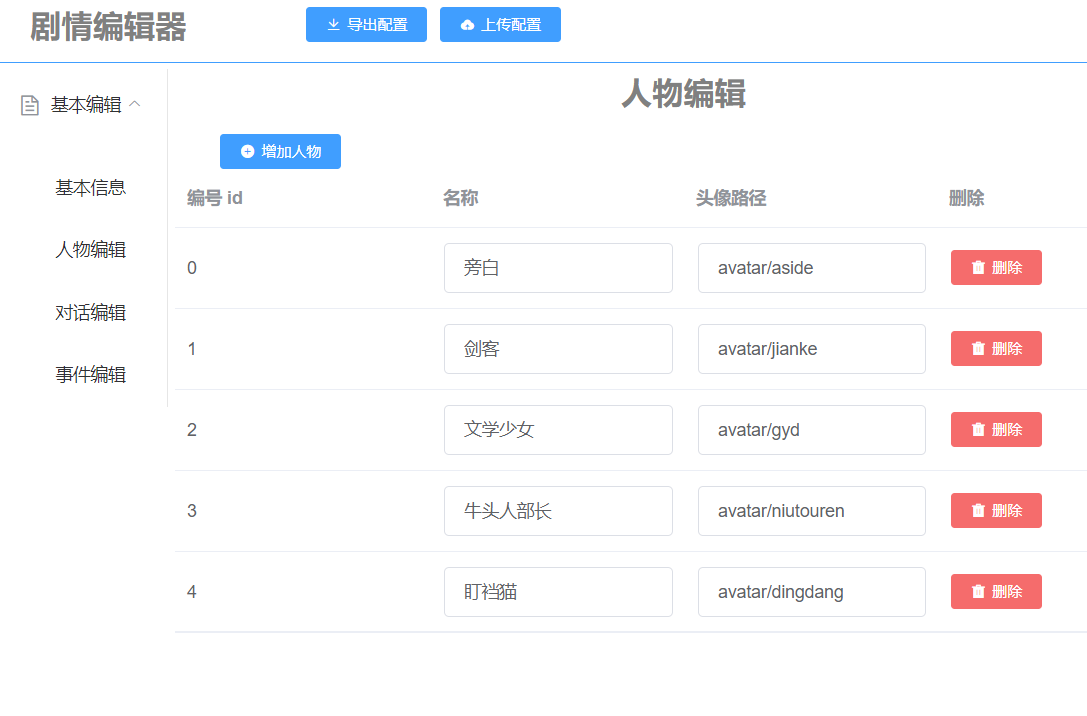 剧情编辑器 导出配置 上传配置
基本编辑
基本信息
人物编辑
对话编辑
事件编辑
人物编辑
增加人物
编号 id 名称 头像路径 删除
0 旁白 avatar/aside 删除
1 剑客 avatar/jianke 删除
2 文学少女 avatar/gyd 删除
3 牛头人部长 avatar/niutouren 删除
4 盯裆猫 avatar/dingdang 删除